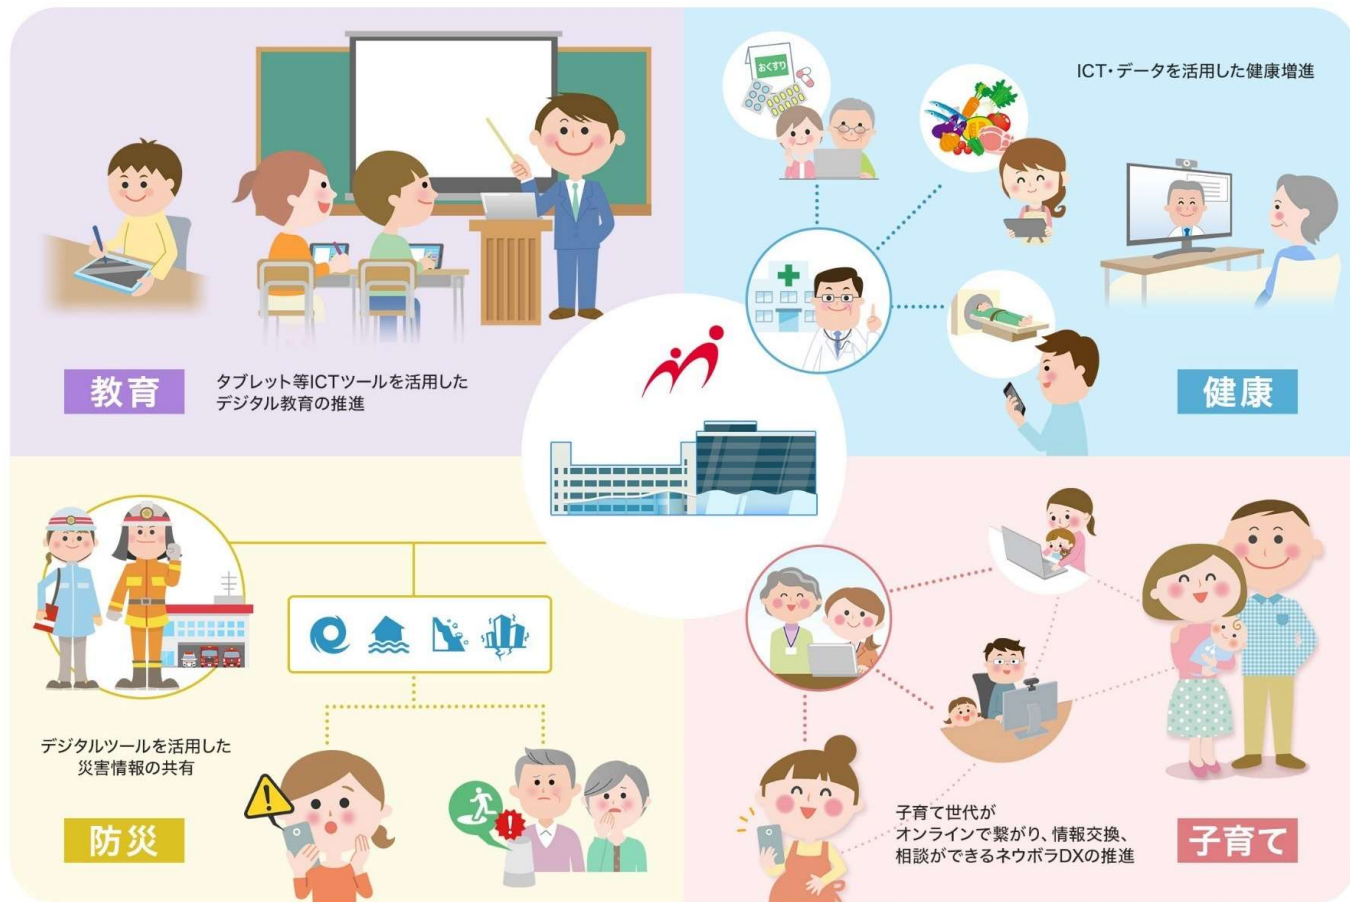 おくすり
ICT・データを活用した健康増進
教育
タブレット等ICTツールを活用した
デジタル教育の推進
健康
デジタルツールを活用した
災害情報の共有
防災
子育て世代が
オンラインで繋がり、情報交換、
相談ができるネウボラDXの推進
子育て